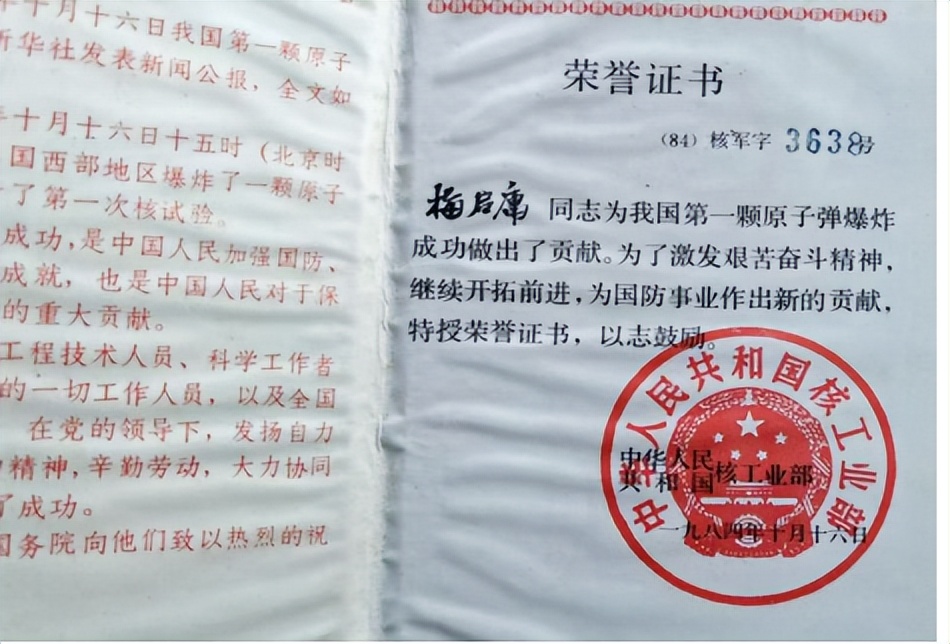 年十月十六日我国第一颗原子
新华社发表新闻公报，全文如
年十月十六日十五时（北京时
国西部地区爆炸了一颗原子
了第一次核试验。
成功，是中国人民加强国防、
成就，也是中国人民对于保
的重大贡献。
工程技术人员、科学工作者
的一切工作人员，以及全国
在党的领导下，发扬自力
精神，辛勤劳动，大力协同
了成功。
国务院向他们致以热烈的祝
荣誉证书
（84）核军字 3638号
梅启庸 同志为我国第一颗原子弹爆炸
成功做出了贡献。为了激发艰苦奋斗精神，
继续开拓前进，为国防事业作出新的贡献，
特授荣誉证书，以志鼓励。
中华人民共和国核工业部
中华人民
共和国核工业部
一九八四年十月十六日